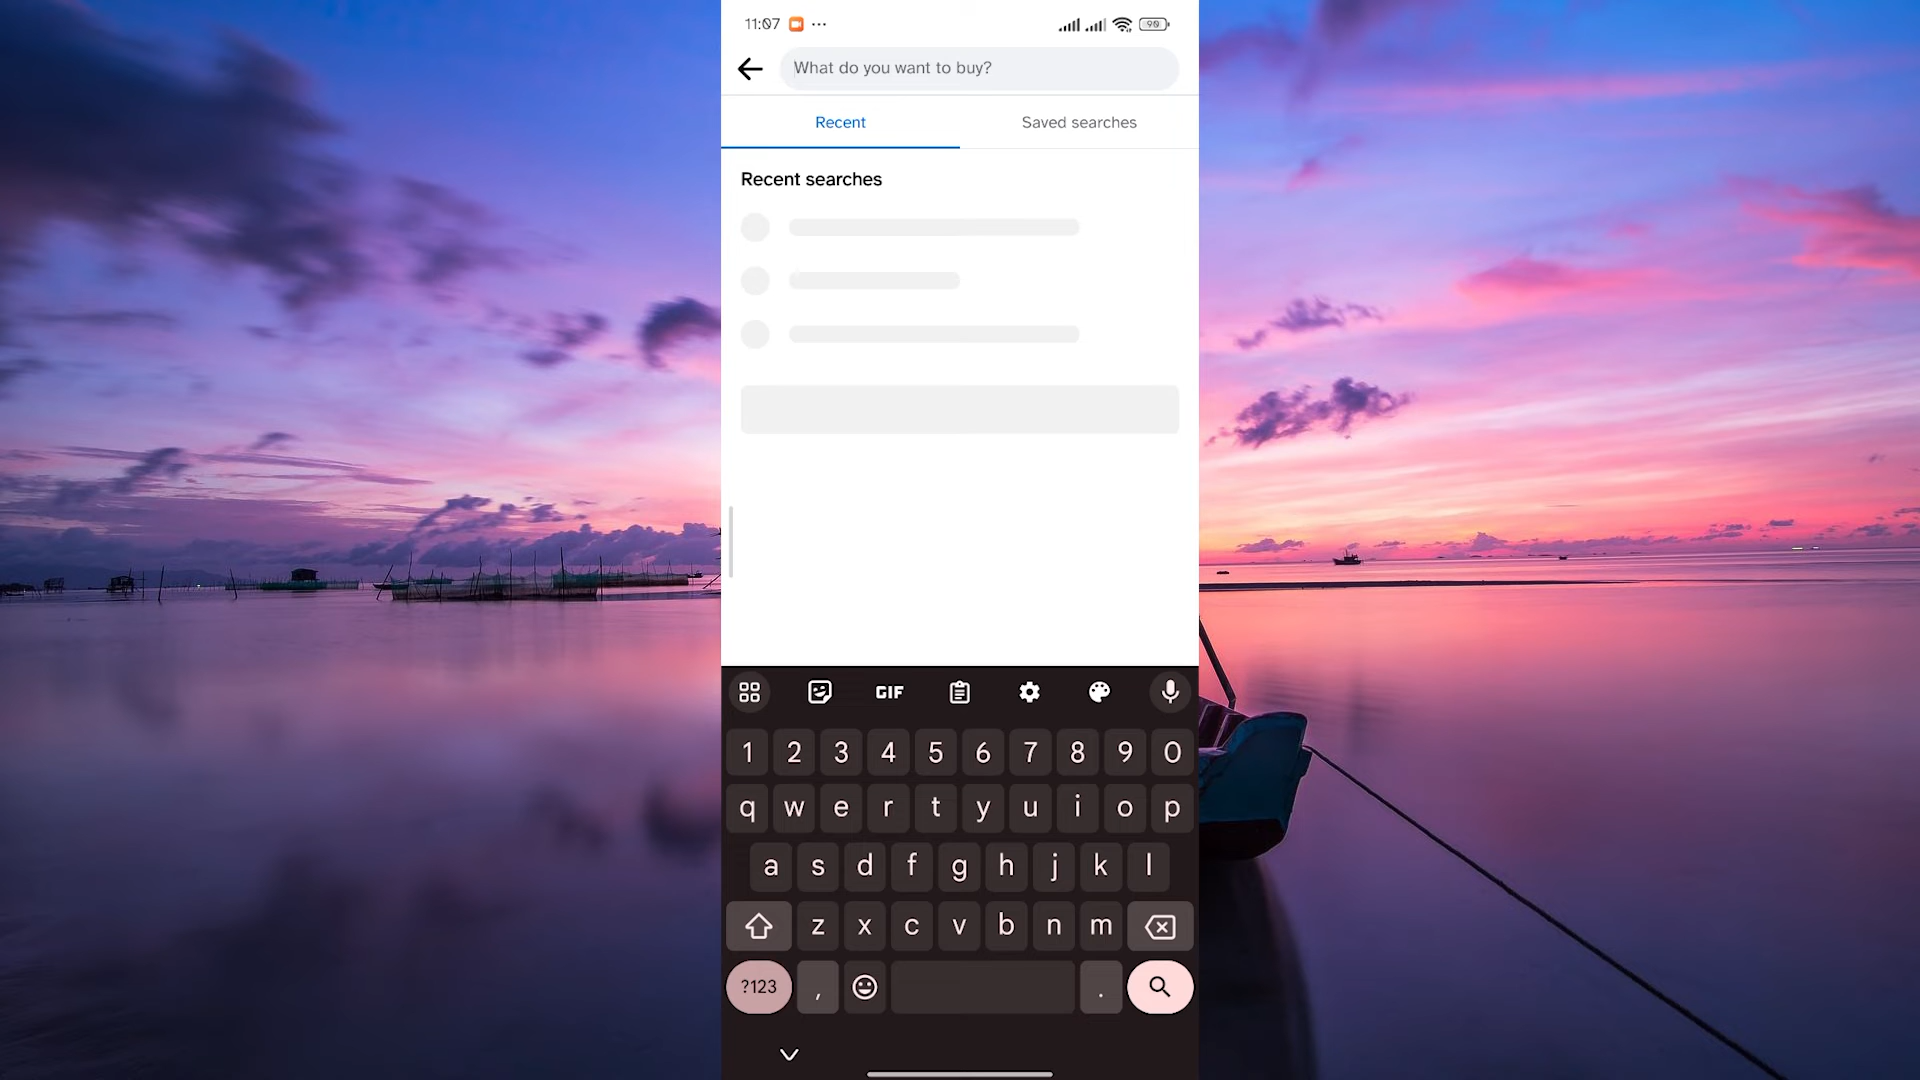 11:07 ...
90
What do you want to buy?
Recent
Saved searches
Recent searches
GIF
1 2 3 4 5 6 7 8 9 0
q w e r t y u i o p
a s d f g h j k l
z x c v b n m
?123 , .